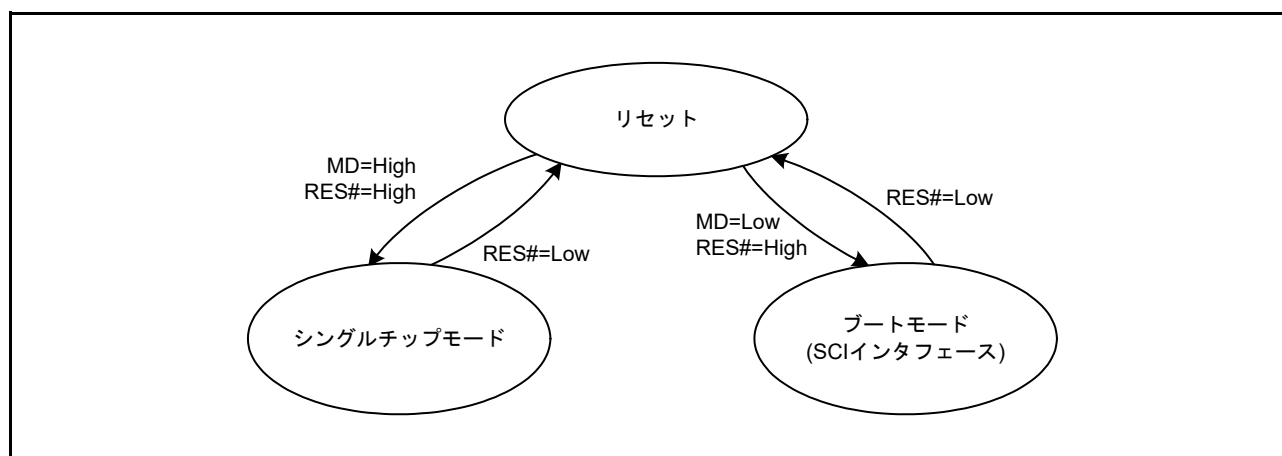 リセット
MD=High
RES#=High
RES#=Low
MD=Low
RES#=High
RES#=Low
シングルチップモード
ブートモード
(SCIインタフェース)